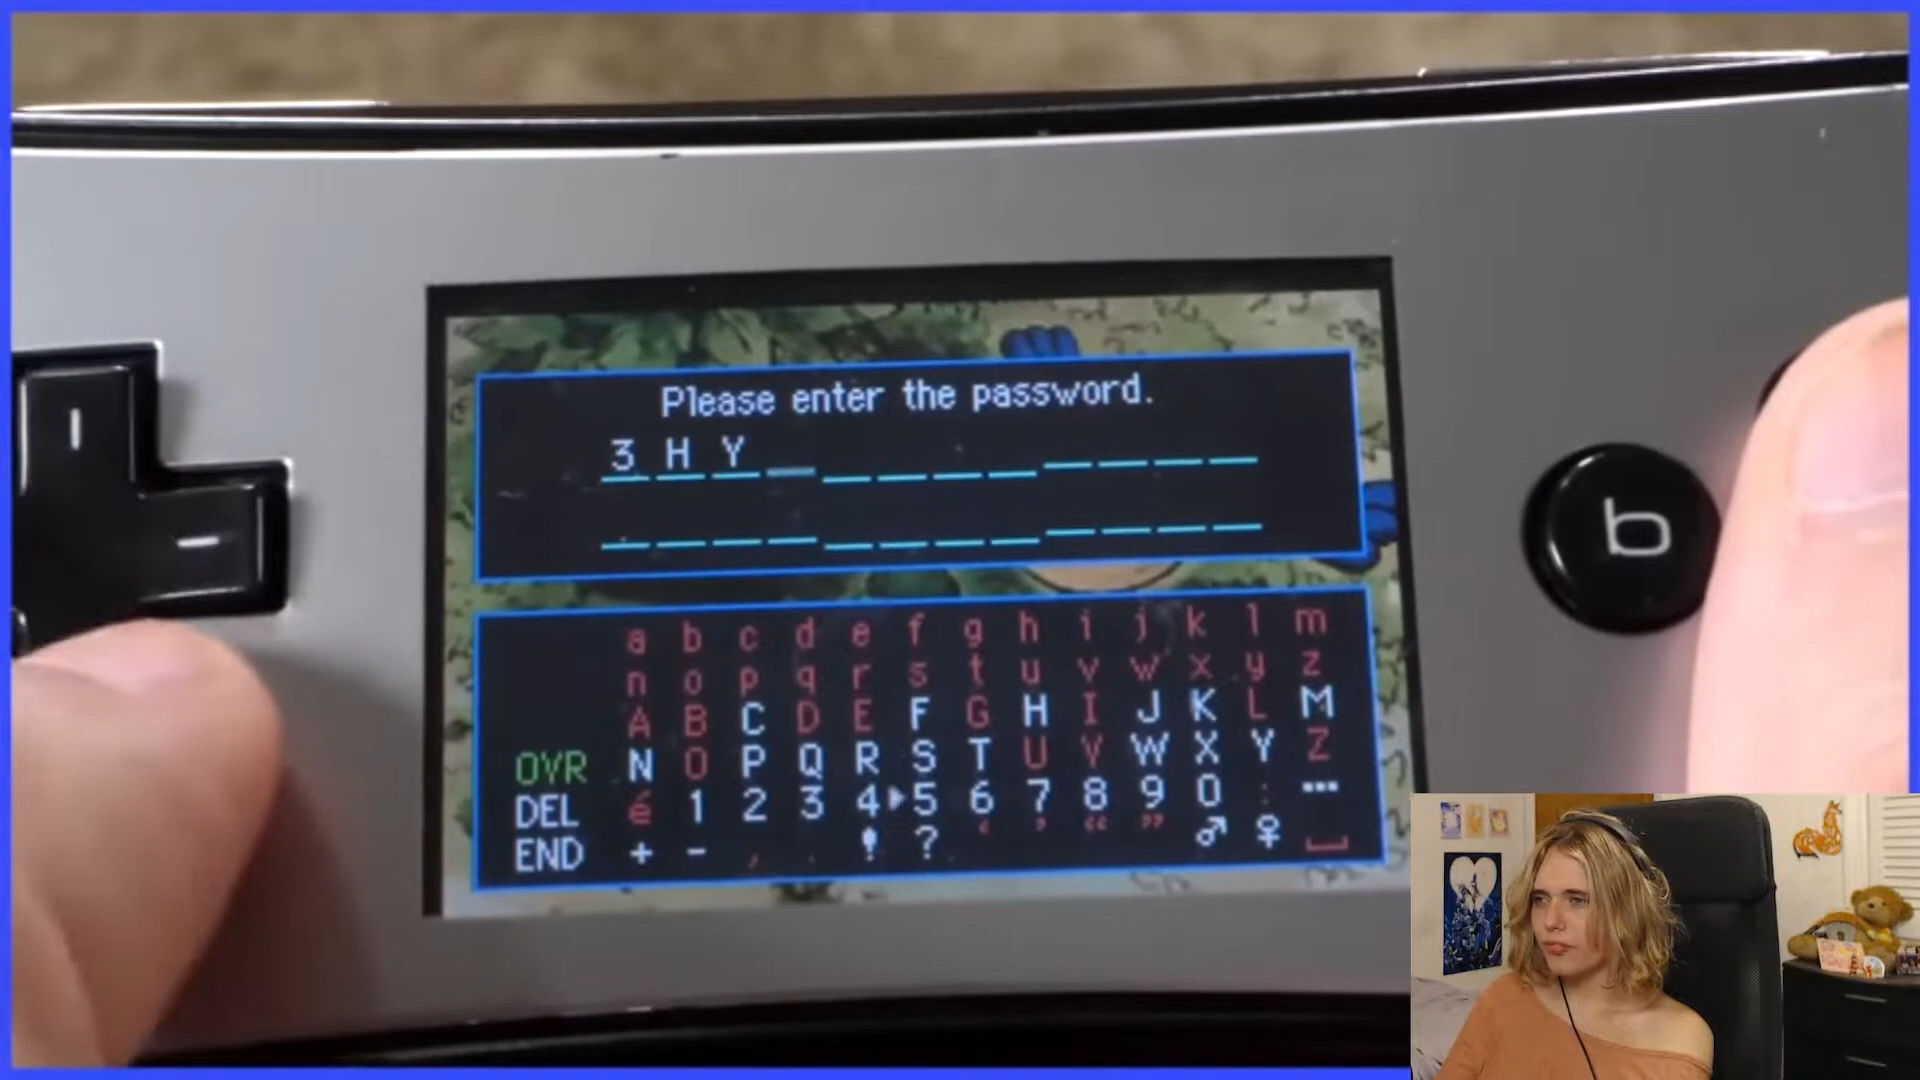 Please enter the password.
3 H Y
a b c d e f g h i j k l m
n o p q r s t u v w x y z
A B C D E F G H I J K L M
OVR N O P Q R S T U V W X Y Z
DEL é 1 2 3 4 5 6 7 8 9 0 : …
END + - , . ! ? ‘ ’ “ ” ♂ ♀
b